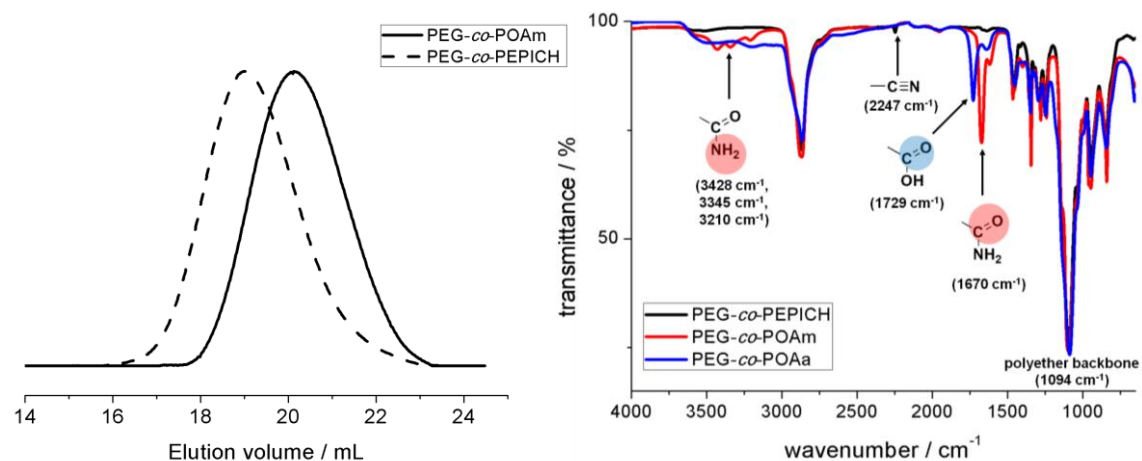 PEG-co-POAm
PEG-co-PEPICH
14 16 18 20 22 24
Elution volume / mL
100
50
transmittance / %
C≡N
(2247 cm⁻¹)
C O
NH₂
(3428 cm⁻¹,
3345 cm⁻¹,
3210 cm⁻¹)
C O
OH
(1729 cm⁻¹)
C O
NH₂
(1670 cm⁻¹)
PEG-co-PEPICH
PEG-co-POAm
PEG-co-POAa
polyether backbone
(1094 cm⁻¹)
4000 3500 3000 2500 2000 1500 1000
wavenumber / cm⁻¹